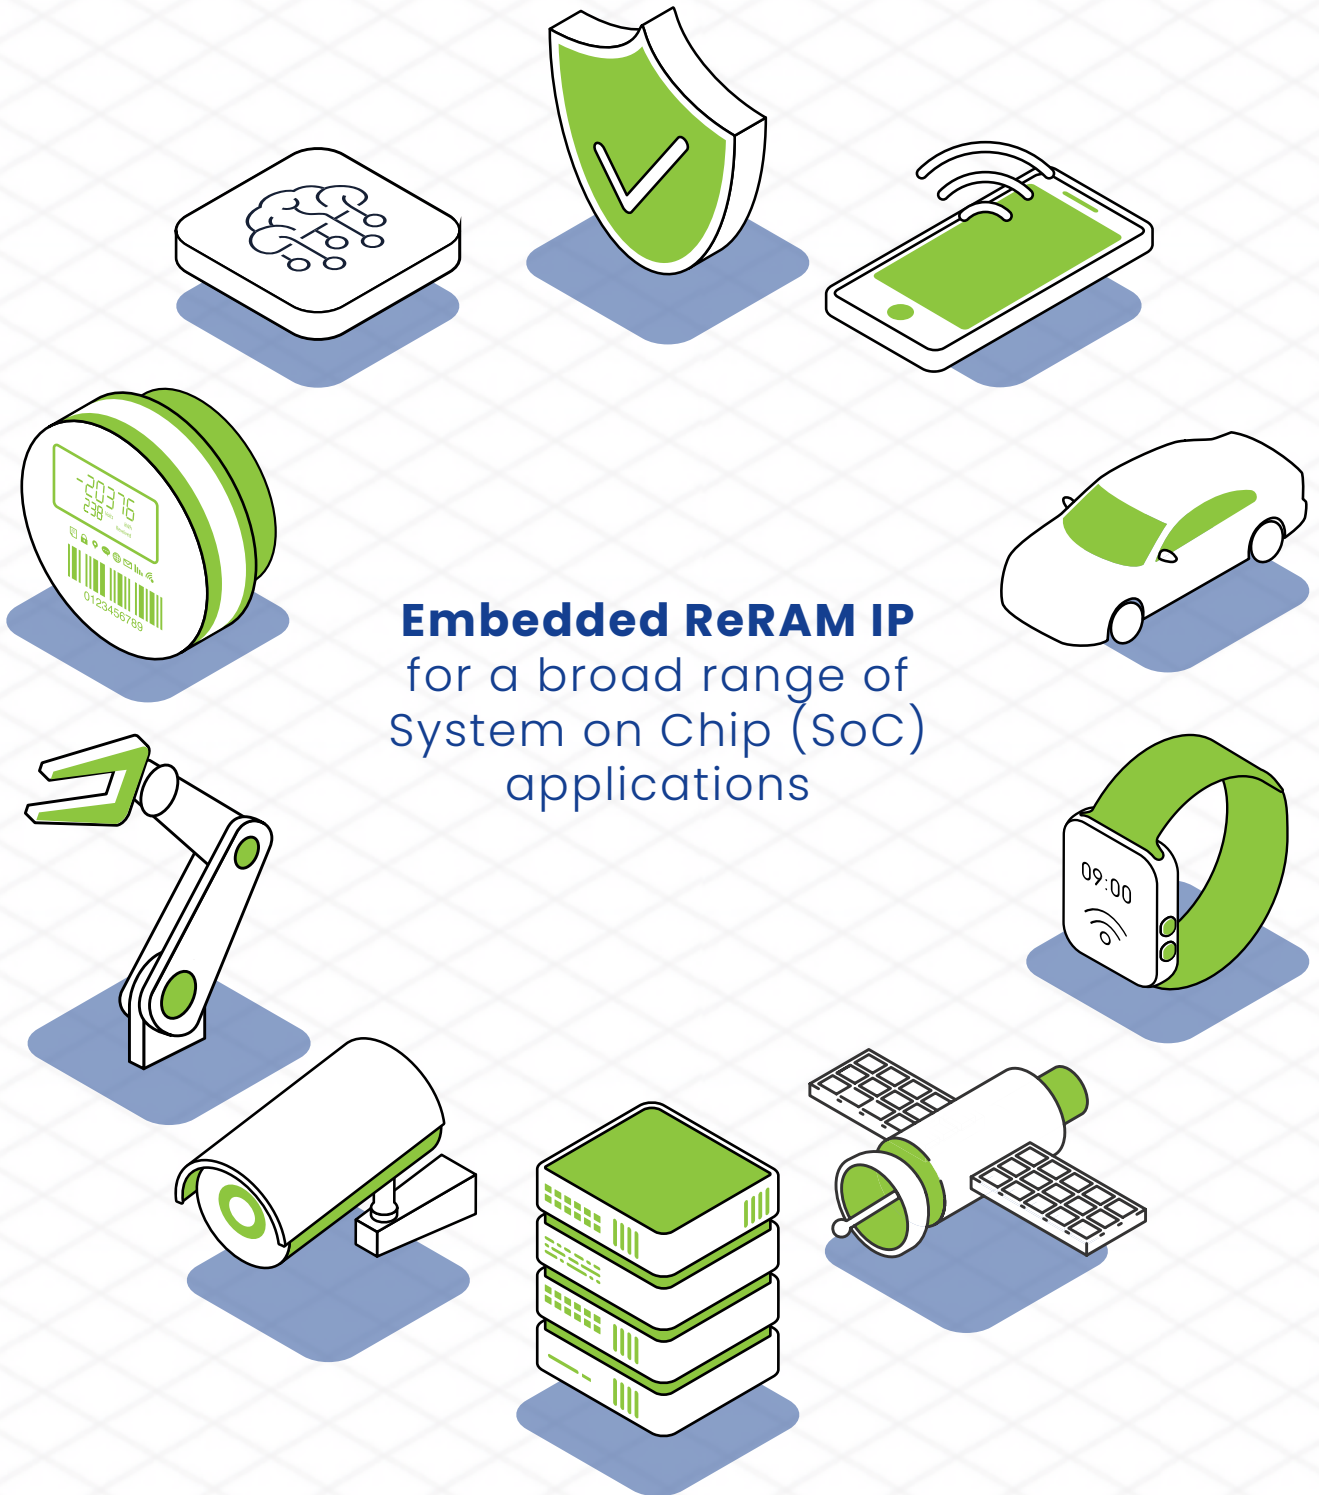 -20376
238
0123456789
Embedded ReRAM IP
for a broad range of
System on Chip (SoC)
applications
09:00